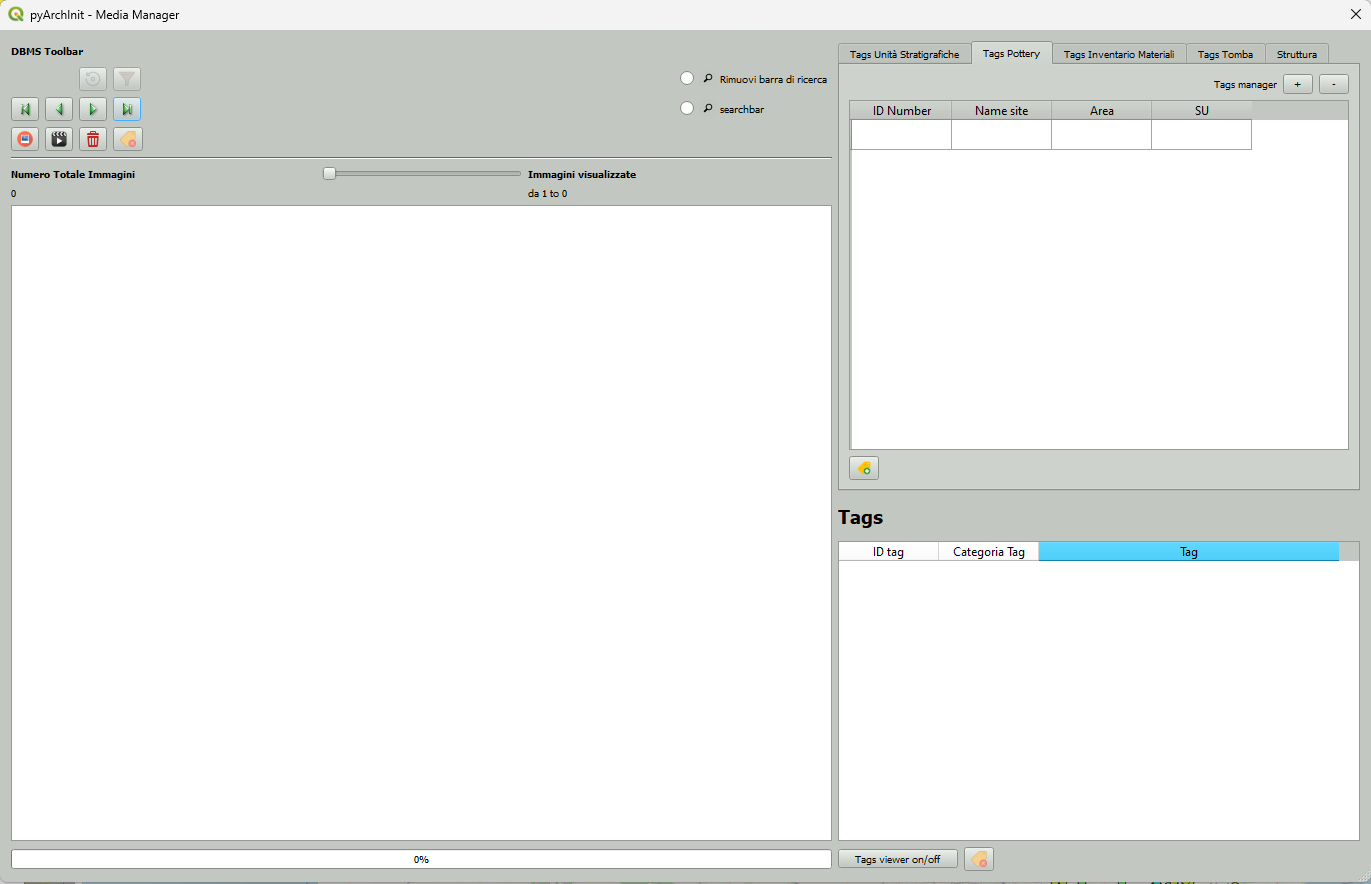 pyArchInit - Media Manager
DBMS Toolbar
Rimuovi barra di ricerca
searchbar
Numero Totale Immagini
Immagini visualizzate
0
da 1 to 0
0%
Tags Unità Stratigrafiche
Tags Pottery
Tags Inventario Materiali
Tags Tomba
Struttura
Tags manager
+
-
ID Number
Name site
Area
SU
Tags
ID tag
Categoria Tag
Tag
Tags viewer on/off